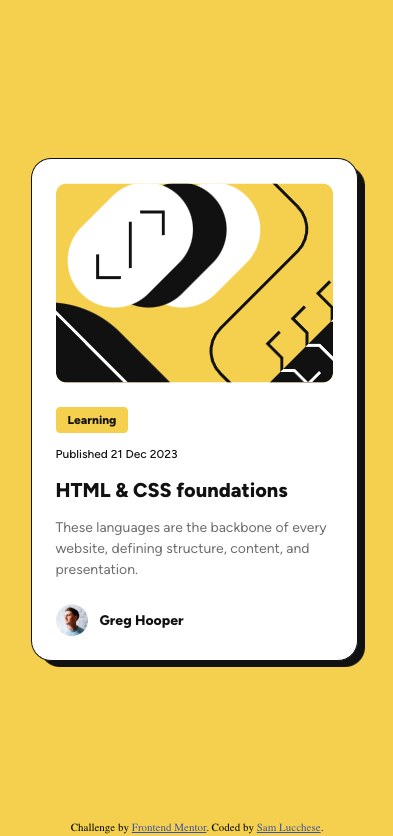 Learning
Published 21 Dec 2023
HTML & CSS foundations
These languages are the backbone of every
website, defining structure, content, and
presentation.
Greg Hooper
Challenge by Frontend Mentor. Coded by Sam Lucchese.